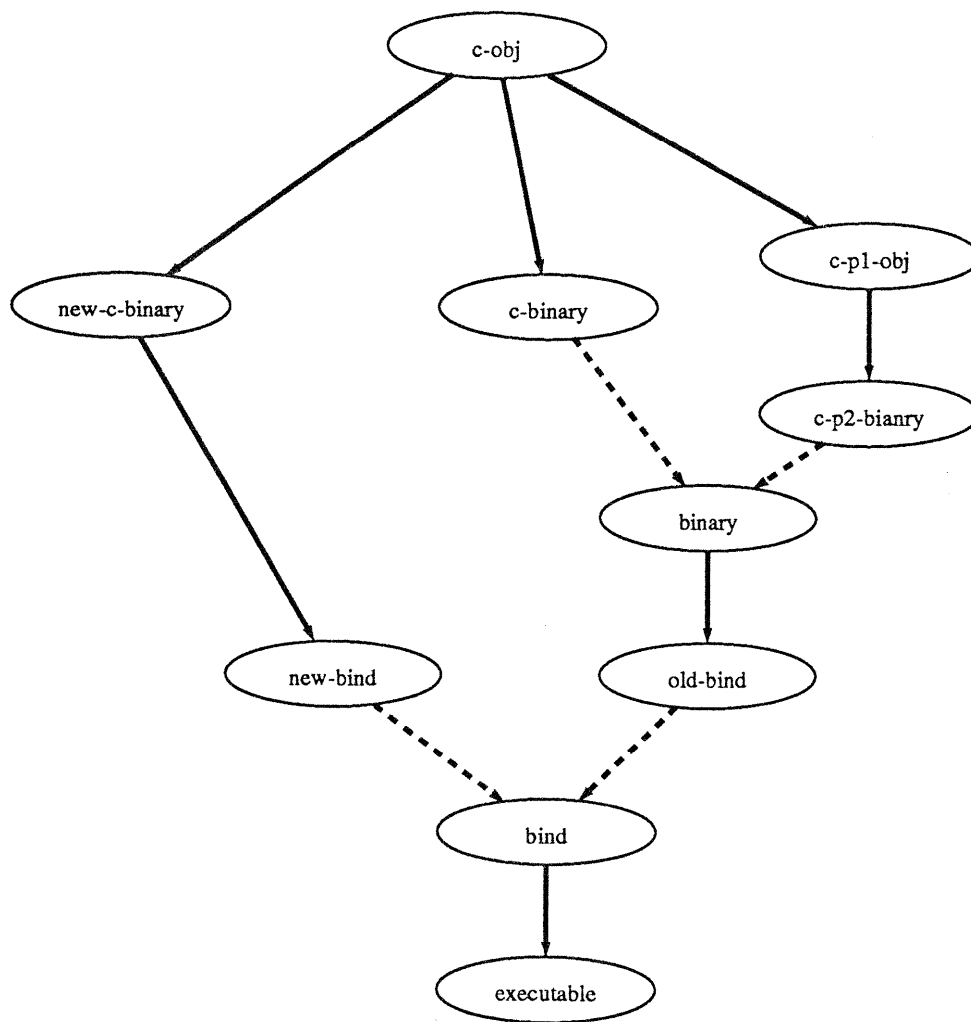 c-obj
c-p1-obj
new-c-binary
c-binary
c-p2-bianry
binary
new-bind
old-bind
bind
executable